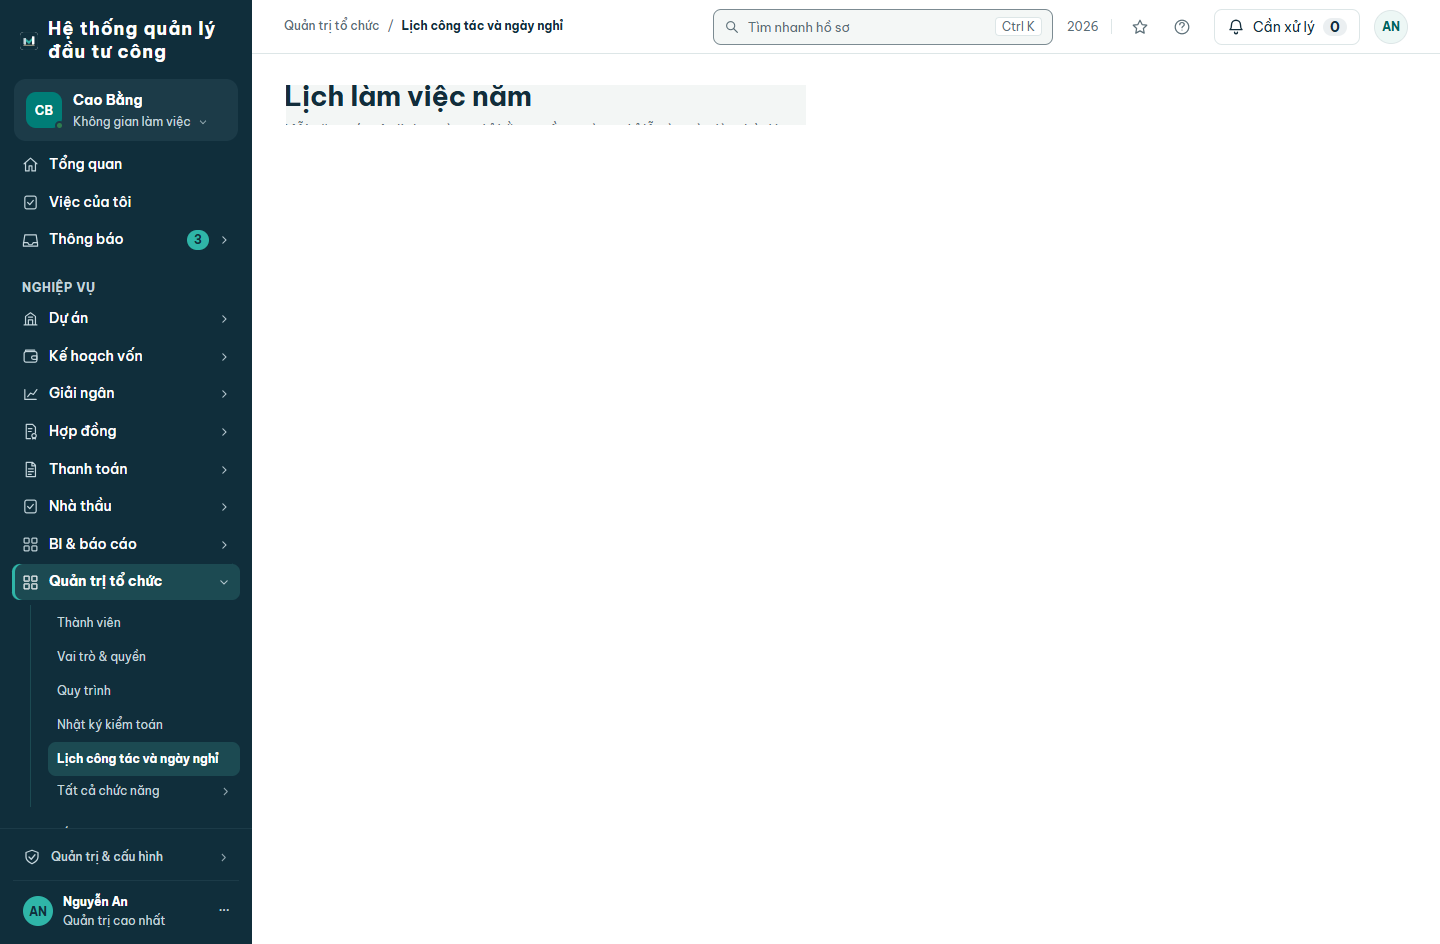 Hệ thống quản lý
đầu tư công
CB
Cao Bằng
Không gian làm việc
Tổng quan
Việc của tôi
Thông báo
3
NGHIỆP VỤ
Dự án
Kế hoạch vốn
Giải ngân
Hợp đồng
Thanh toán
Nhà thầu
BI & báo cáo
Quản trị tổ chức
Thành viên
Vai trò & quyền
Quy trình
Nhật ký kiểm toán
Lịch công tác và ngày nghỉ
Tất cả chức năng
Quản trị & cấu hình
AN
Nguyễn An
Quản trị cao nhất
Quản trị tổ chức / Lịch công tác và ngày nghỉ
Tìm nhanh hồ sơ
Ctrl K
2026
Cần xử lý
0
AN
Lịch làm việc năm